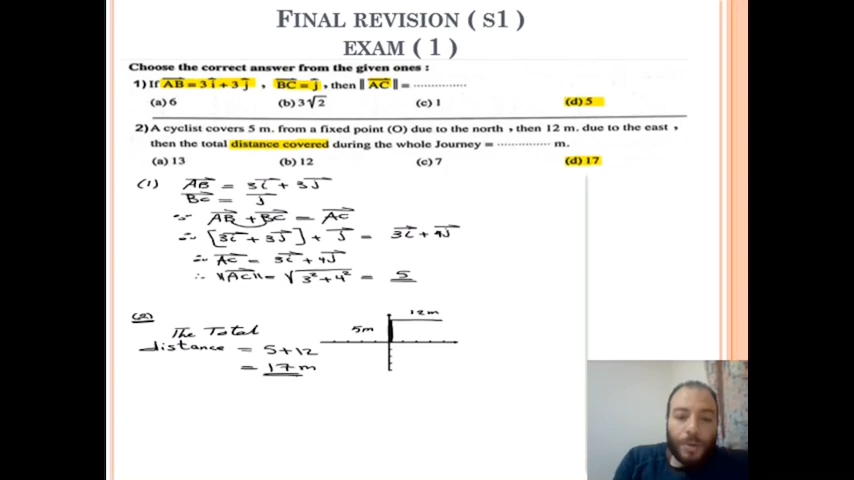 FINAL REVISION ( S1 )
EXAM ( 1 )
Choose the correct answer from the given ones :
1) If AB = 3 i + 3 j , BC = j , then ‖ AC ‖ = ...............
(a) 6 (b) 3√2 (c) 1 (d) 5
2) A cyclist covers 5 m. from a fixed point (O) due to the north , then 12 m. due to the east ,
then the total distance covered during the whole Journey = ............... m.
(a) 13 (b) 12 (c) 7 (d) 17
(1) AB = 3i + 3J
BC = J
∵ AB + BC = AC
∴ [3i + 3J] + J = 3i + 4J
∴ AC = 3i + 4J
∴ ‖AC‖ = √3² + 4² = 5
(2)
The Total
distance = 5+12
= 17 m
5m
12m